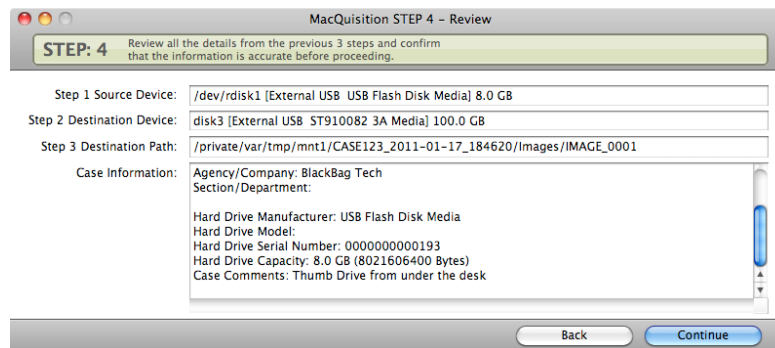 MacQuisition STEP 4 – Review
STEP: 4
Review all the details from the previous 3 steps and confirm
that the information is accurate before proceeding.
Step 1 Source Device: /dev/rdisk1 [External USB  USB Flash Disk Media] 8.0 GB
Step 2 Destination Device: disk3 [External USB  ST910082 3A Media] 100.0 GB
Step 3 Destination Path: /private/var/tmp/mnt1/CASE123_2011-01-17_184620/Images/IMAGE_0001
Case Information: Agency/Company: BlackBag Tech
Section/Department:
Hard Drive Manufacturer: USB Flash Disk Media
Hard Drive Model:
Hard Drive Serial Number: 0000000000193
Hard Drive Capacity: 8.0 GB (8021606400 Bytes)
Case Comments: Thumb Drive from under the desk
Back Continue